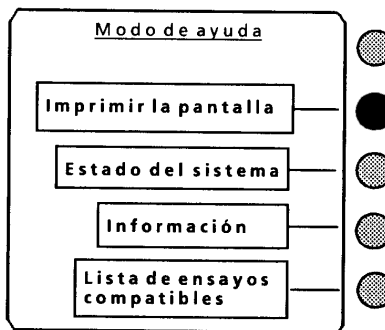 Modo de ayuda
Imprimir la pantalla
Estado del sistema
Información
Lista de ensayos
compatibles